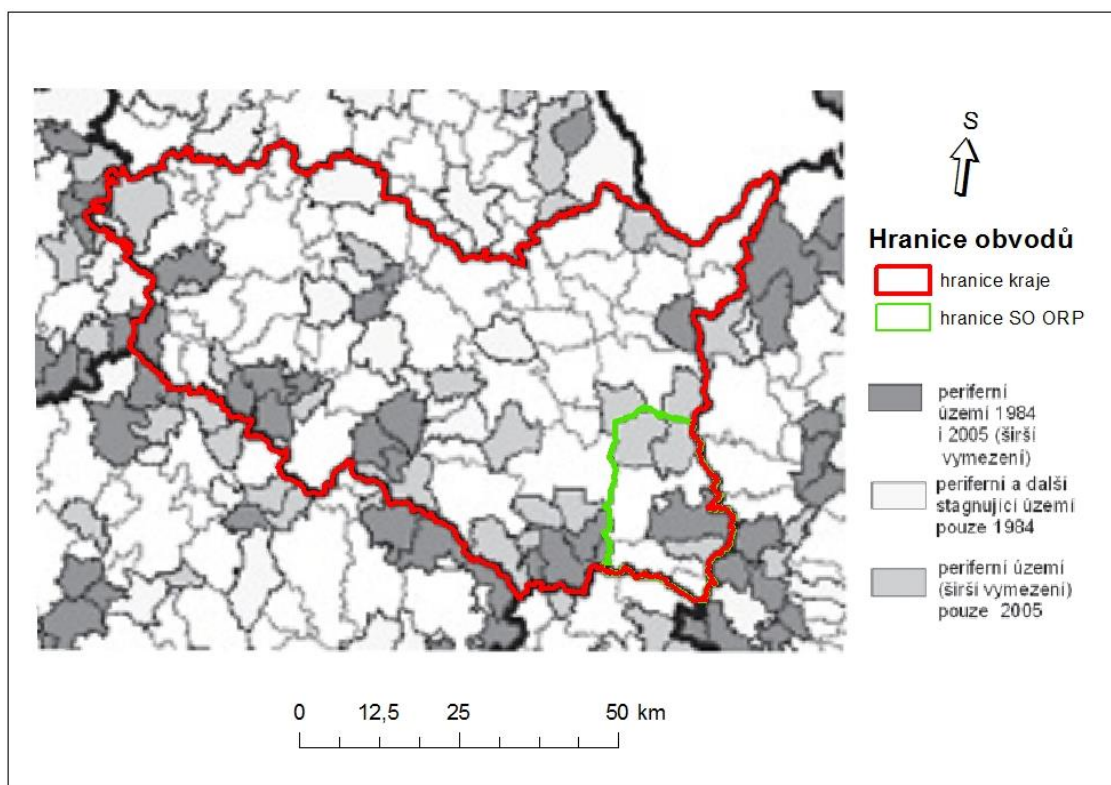 S
Hranice obvodů
hranice kraje
hranice SO ORP
periferní
území 1984
i 2005 (širší
vymezení)
periferní a další
stagnující území
pouze 1984
periferní území
(širší vymezení)
pouze 2005
0 12,5 25 50 km